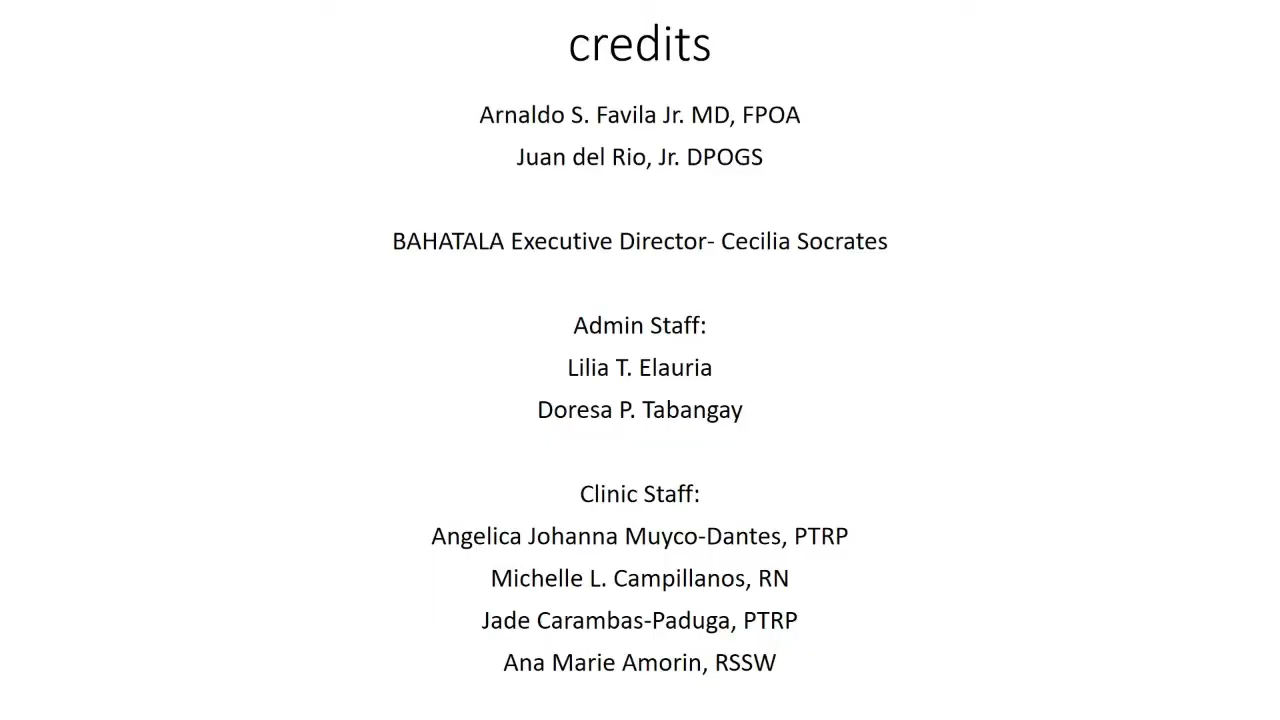 credits
Arnaldo S. Favila Jr. MD, FPOA
Juan del Rio, Jr. DPOGS
BAHATALA Executive Director- Cecilia Socrates
Admin Staff:
Lilia T. Elauria
Doresa P. Tabangay
Clinic Staff:
Angelica Johanna Muyco-Dantes, PTRP
Michelle L. Campillanos, RN
Jade Carambas-Paduga, PTRP
Ana Marie Amorin, RSSW